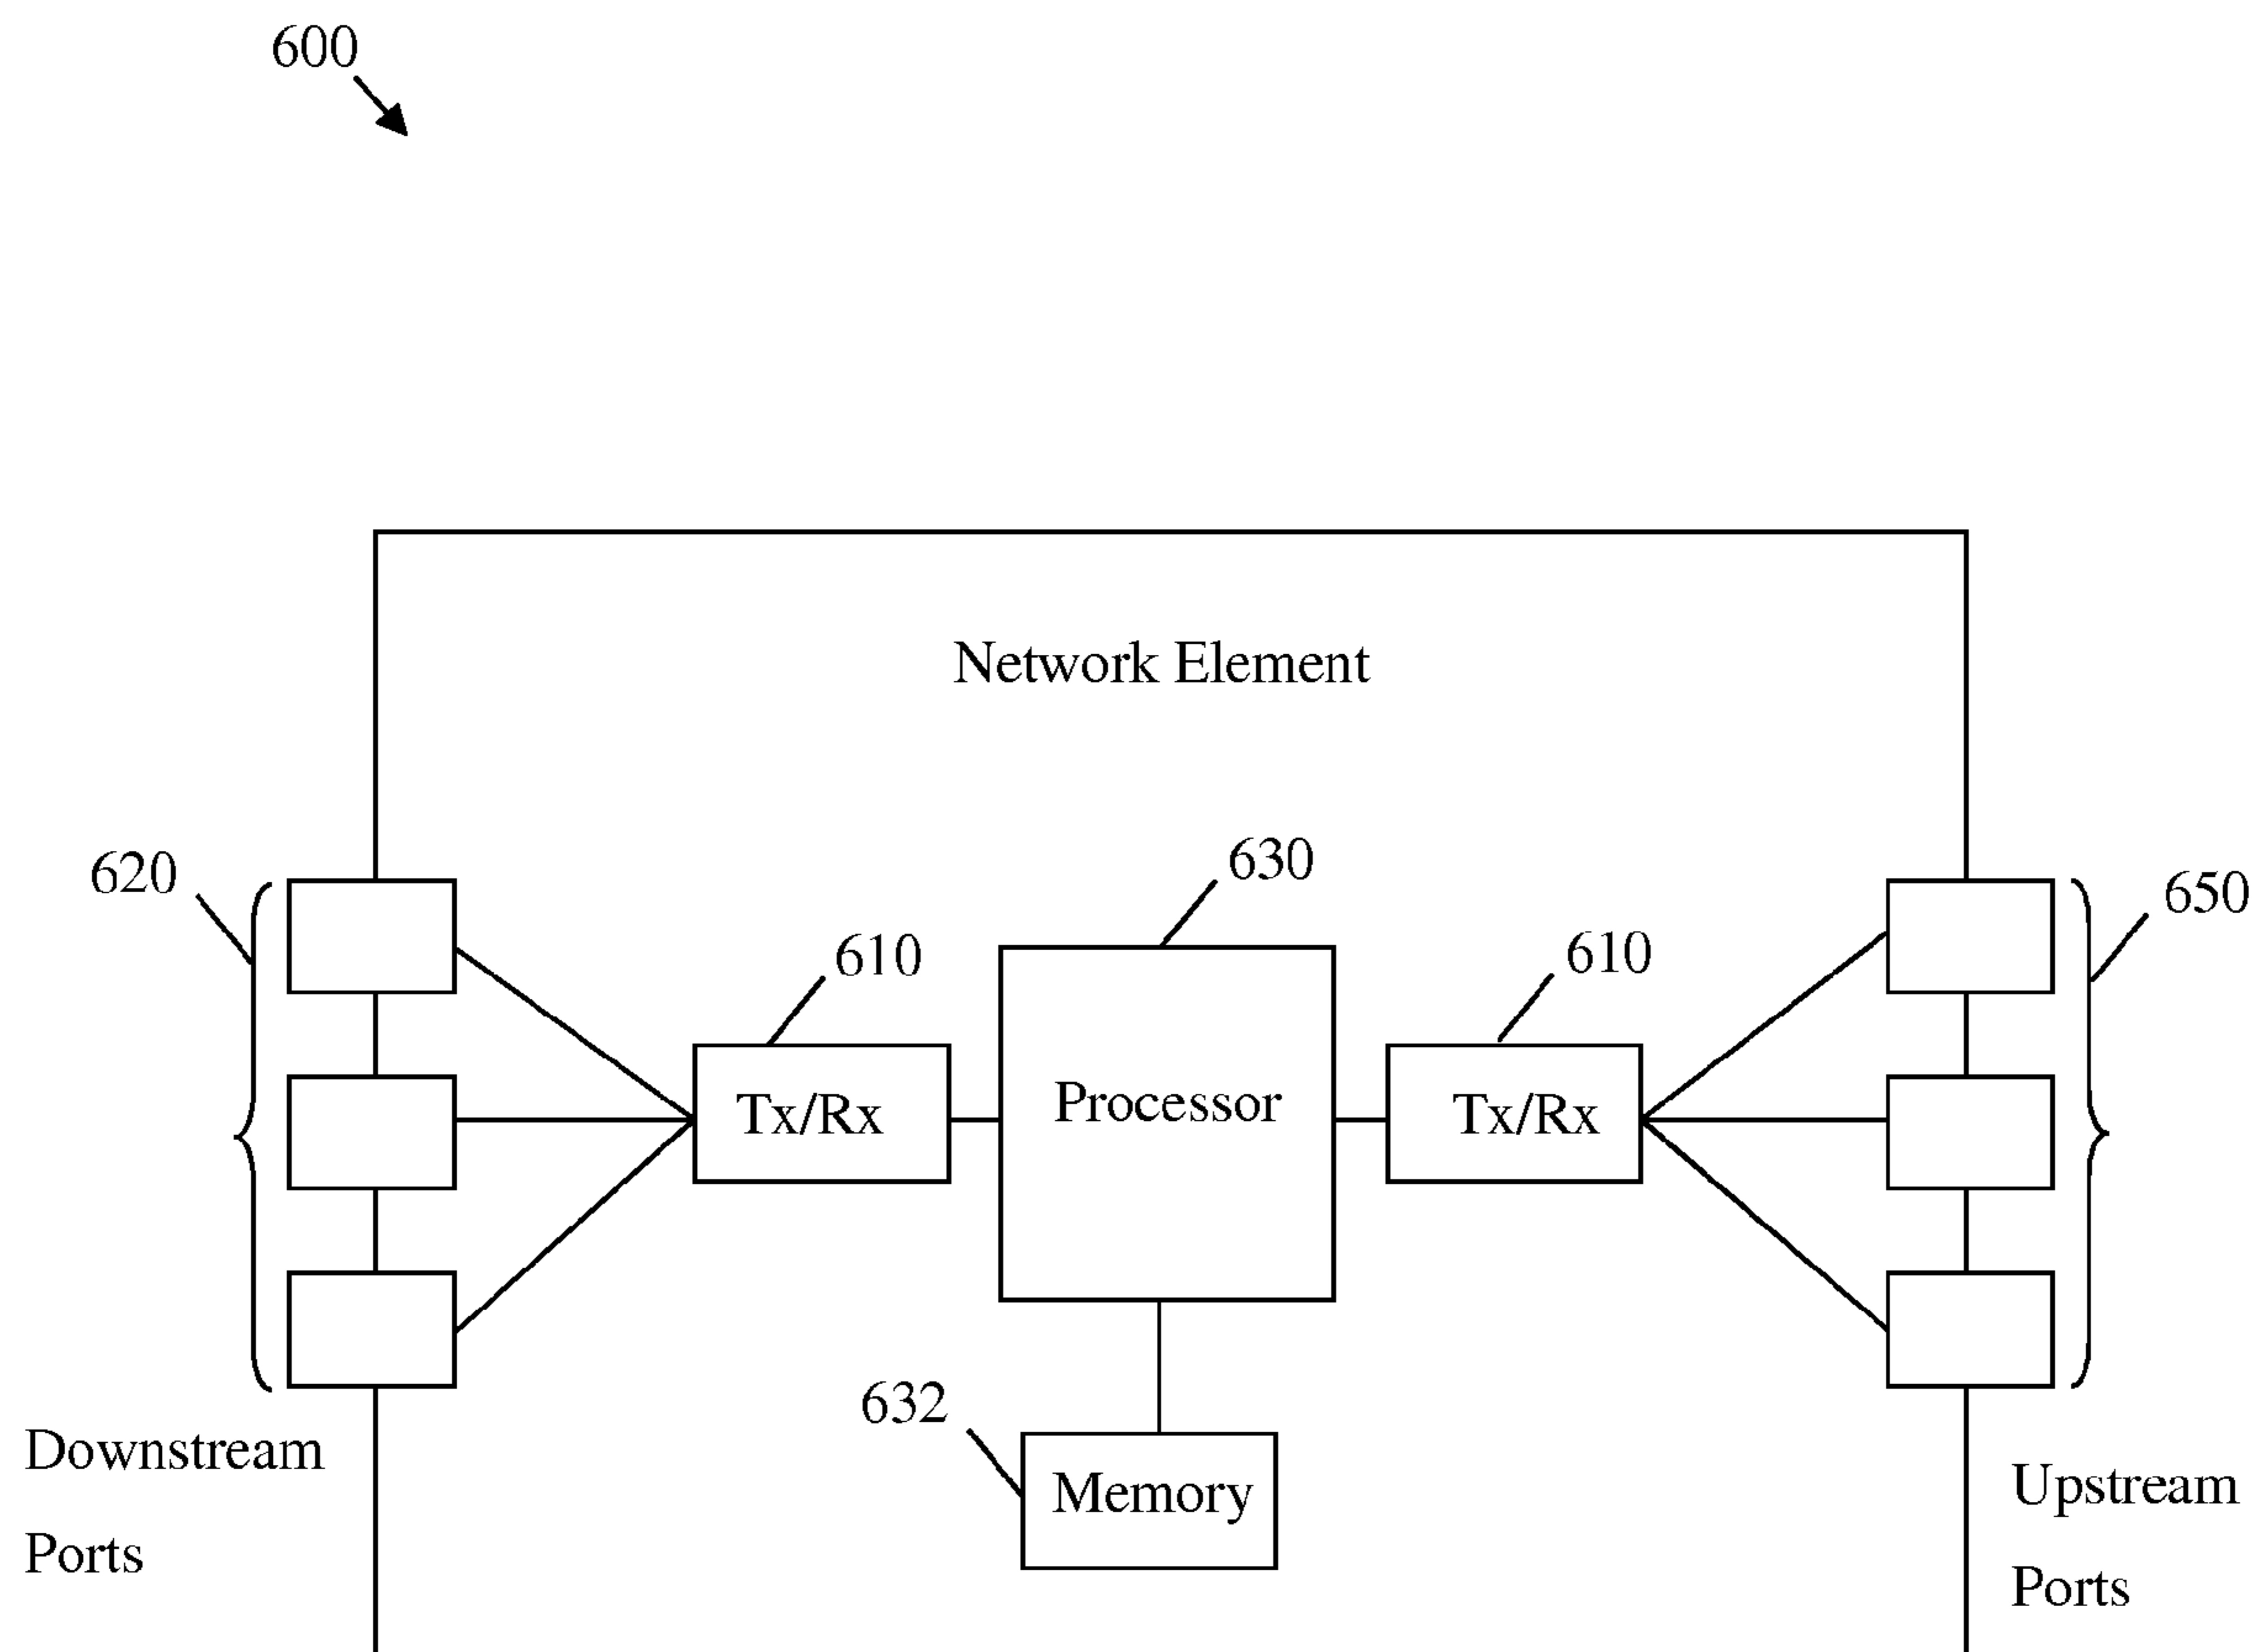 600
Network Element
620
630
650
610
610
Tx/Rx
Processor
Tx/Rx
632
Memory
Downstream
Ports
Upstream
Ports